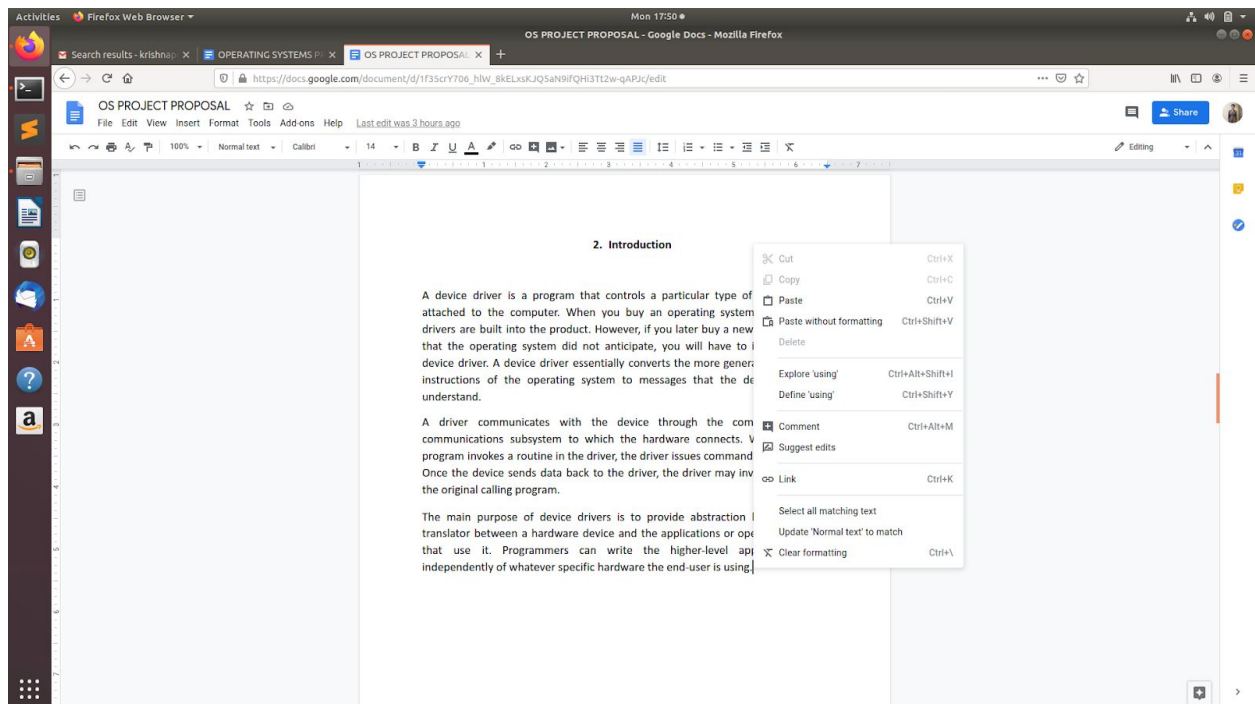 Activities Firefox Web Browser Mon 17:50
OS PROJECT PROPOSAL - Google Docs - Mozilla Firefox
Search results - krishnap OPERATING SYSTEMS P OS PROJECT PROPOSAL
https://docs.google.com/document/d/1f35crY706_hlW_8kELxsKJQ5aN9ifQHi3Tt2w-qAPJc/edit
OS PROJECT PROPOSAL
File Edit View Insert Format Tools Add-ons Help Last edit was 3 hours ago
Share
100% Normal text Calibri 14 B I U A Editing
1 1 2 3 4 5 6 7
2. Introduction
A device driver is a program that controls a particular type of
attached to the computer. When you buy an operating system
drivers are built into the product. However, if you later buy a new
that the operating system did not anticipate, you will have to i
device driver. A device driver essentially converts the more genera
instructions of the operating system to messages that the de
understand.
A driver communicates with the device through the com
communications subsystem to which the hardware connects. W
program invokes a routine in the driver, the driver issues command
Once the device sends data back to the driver, the driver may inv
the original calling program.
The main purpose of device drivers is to provide abstraction
translator between a hardware device and the applications or ope
that use it. Programmers can write the higher-level app
independently of whatever specific hardware the end-user is using.
Cut Ctrl+X
Copy Ctrl+C
Paste Ctrl+V
Paste without formatting Ctrl+Shift+V
Delete
Explore 'using' Ctrl+Alt+Shift+I
Define 'using' Ctrl+Shift+Y
Comment Ctrl+Alt+M
Suggest edits
Link Ctrl+K
Select all matching text
Update 'Normal text' to match
Clear formatting Ctrl+\